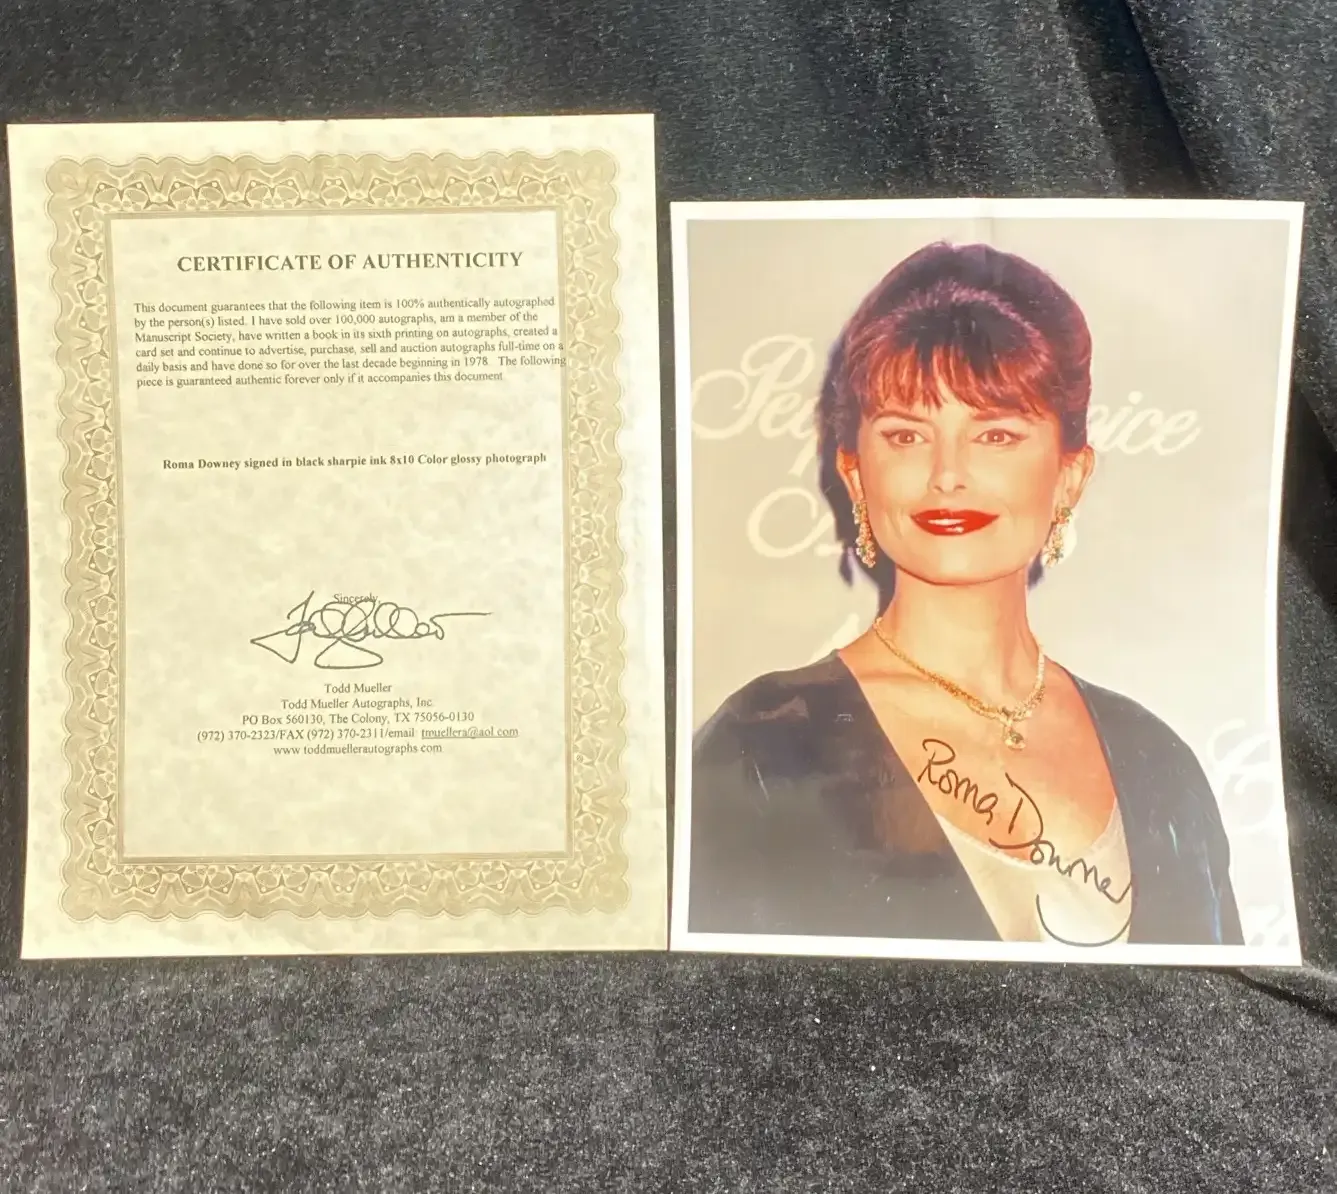 CERTIFICATE OF AUTHENTICITY
This document guarantees that the following item is 100% authentically autographed
by the person(s) listed. I have sold over 100,000 autographs, am a member of the
Manuscript Society, have written a book in its sixth printing on autographs, created a
card set and continue to advertise, purchase, sell and auction autographs full-time on a
daily basis and have done so for over the last decade beginning in 1978. The following
piece is guaranteed authentic forever only if it accompanies this document
Roma Downey signed in black sharpie ink 8x10 Color glossy photograph
Sincerely,
Todd Mueller
Todd Mueller Autographs, Inc.
PO Box 560130, The Colony, TX 75056-0130
(972) 370-2323/FAX (972) 370-2311/email: tmuellera@aol.com
www.toddmuellerautographs.com
Roma Downey